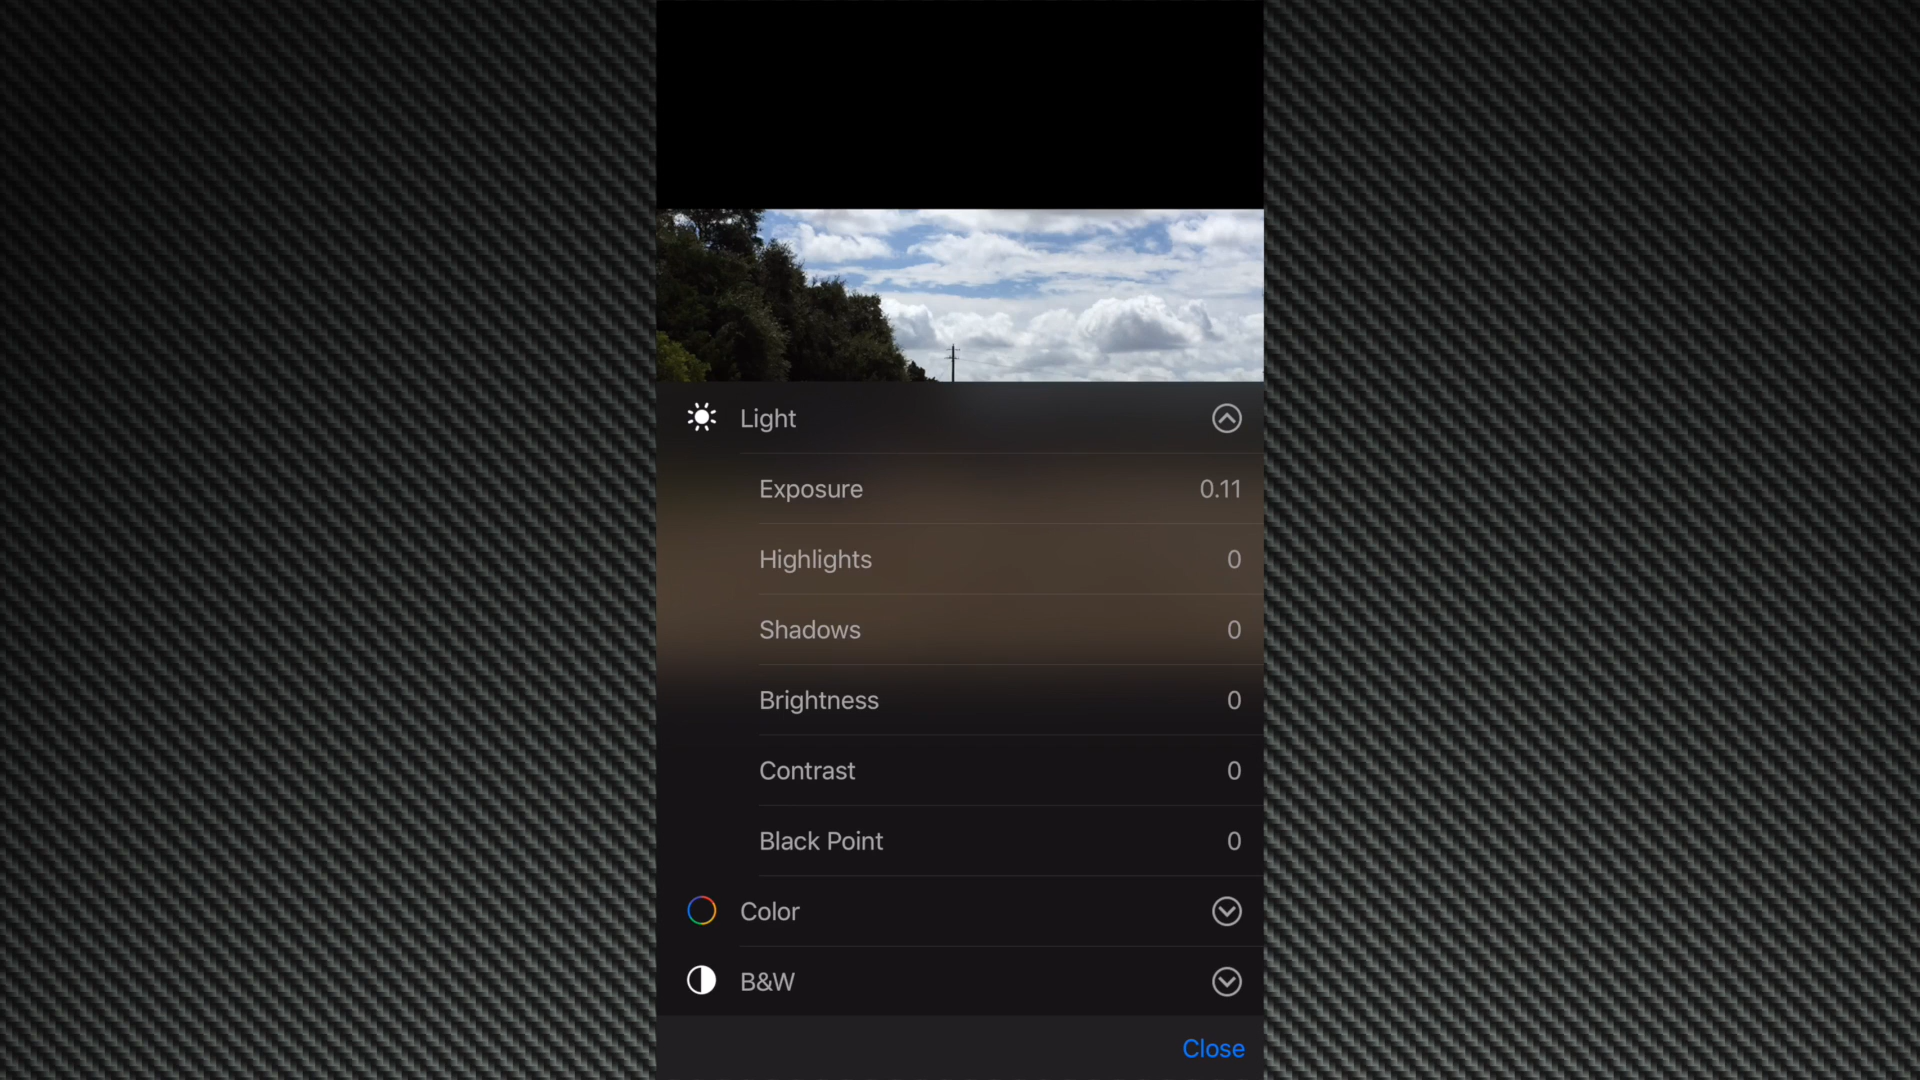 Light
Exposure 0.11
Highlights 0
Shadows 0
Brightness 0
Contrast 0
Black Point 0
Color
B&W
Close